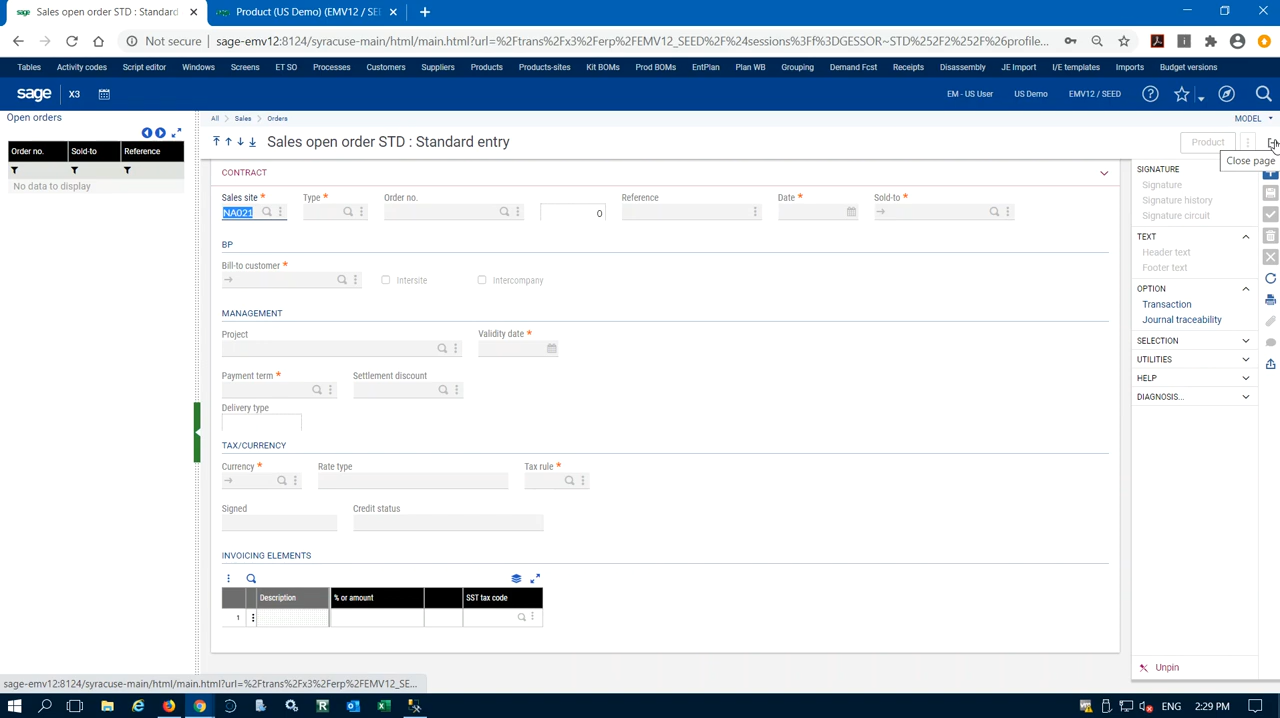 Sales open order STD : Standard
Product (US Demo) (EMV12 / SEED
Not secure | sage-emv12:8124/syracuse-main/html/main.html?url=%2Ftrans%2Fx3%2Ferp%2FEMV12_SEED%2F%24sessions%3Ff%3DGESSOR~STD%252F2%252F%26profile...
Tables Activity codes Script editor Windows Screens ET SO Processes Customers Suppliers Products Products-sites Kit BOMs Prod BOMs EntPlan Plan WB Grouping Demand Fcst Receipts Disassembly JE Import I/E templates Imports Budget versions
sage X3 EM - US User US Demo EMV12 / SEED
Open orders
All Sales Orders MODEL
Sales open order STD : Standard entry
Product
Close page
Order no. Sold-to Reference
No data to display
CONTRACT
Sales site * Type * Order no. Reference Date * Sold-to *
NA021 0
BP
Bill-to customer *
Intersite Intercompany
MANAGEMENT
Project Validity date *
Payment term * Settlement discount
Delivery type
TAX/CURRENCY
Currency * Rate type Tax rule *
Signed Credit status
INVOICING ELEMENTS
Description % or amount SST tax code
1
SIGNATURE
Signature
Signature history
Signature circuit
TEXT
Header text
Footer text
OPTION
Transaction
Journal traceability
SELECTION
UTILITIES
HELP
DIAGNOSIS...
Unpin
sage-emv12:8124/syracuse-main/html/main.html?url=%2Ftrans%2Fx3%2Ferp%2FEMV12_SE...
ENG 2:29 PM